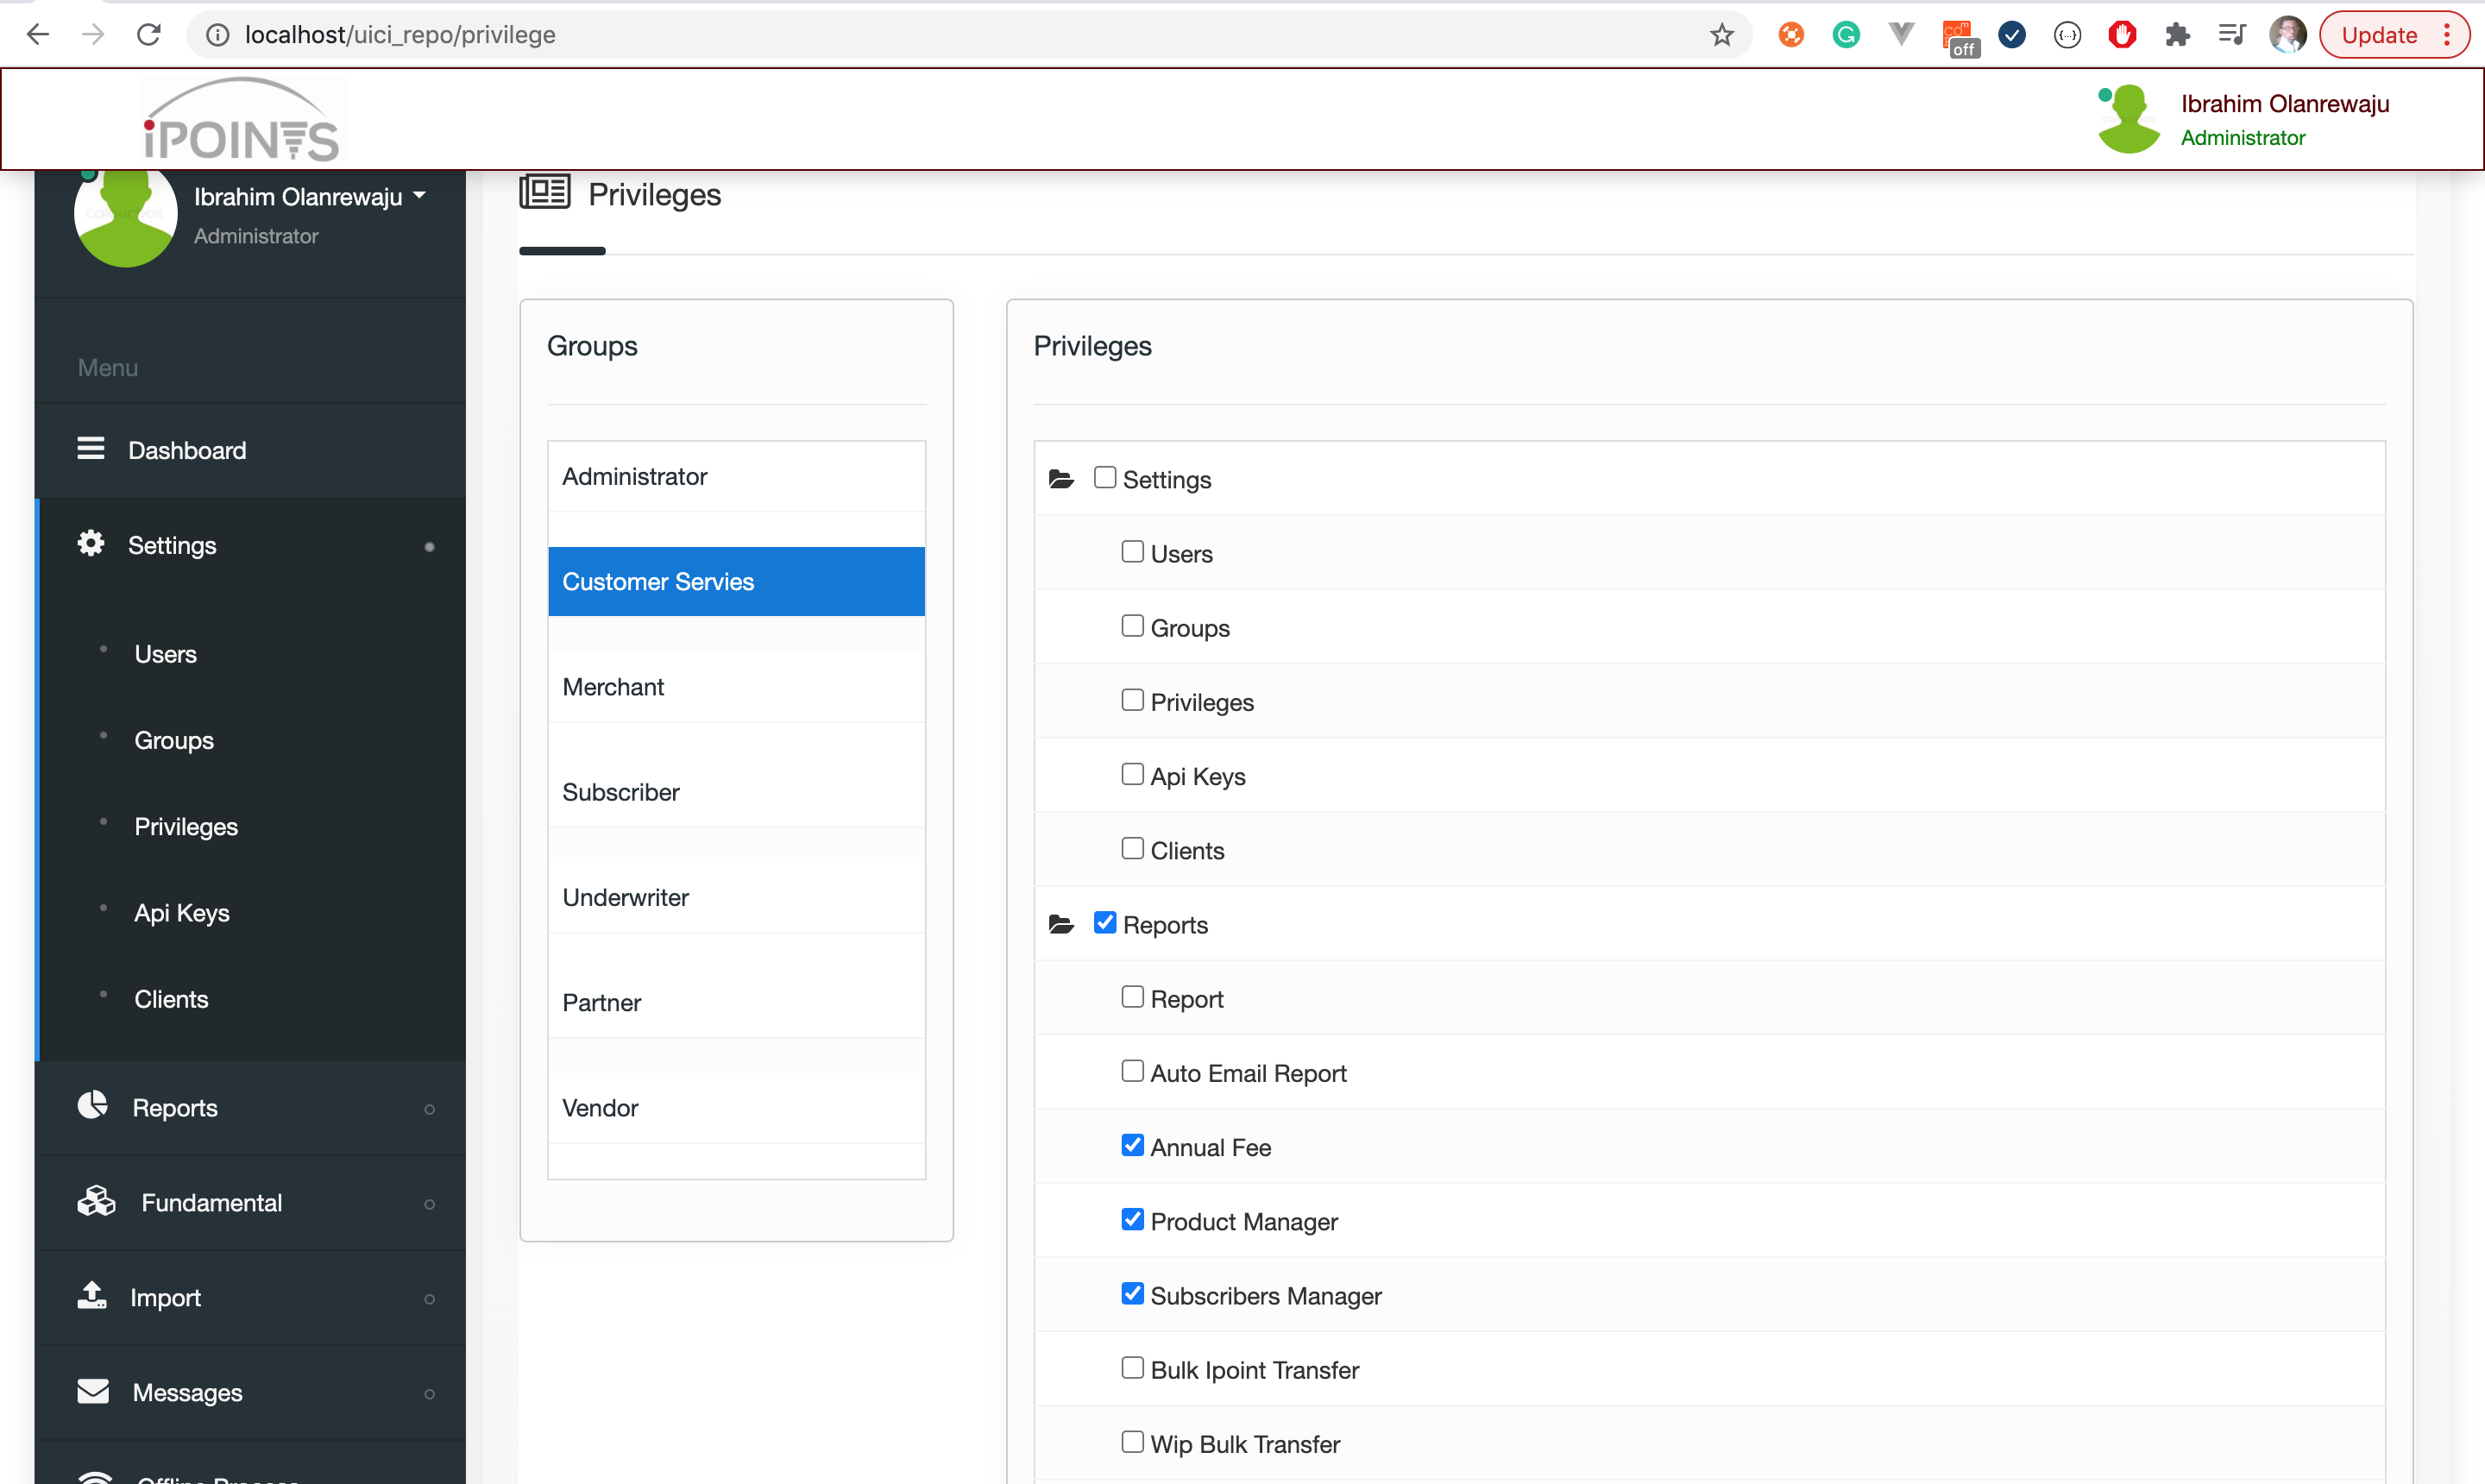 localhost/uici_repo/privilege
off
Update
iPOINTS
Ibrahim Olanrewaju
Administrator
Ibrahim Olanrewaju
Administrator
Menu
Dashboard
Settings
Users
Groups
Privileges
Api Keys
Clients
Reports
Fundamental
Import
Messages
Offline Process
Privileges
Groups
Administrator
Customer Servies
Merchant
Subscriber
Underwriter
Partner
Vendor
Privileges
Settings
Users
Groups
Privileges
Api Keys
Clients
Reports
Report
Auto Email Report
Annual Fee
Product Manager
Subscribers Manager
Bulk Ipoint Transfer
Wip Bulk Transfer